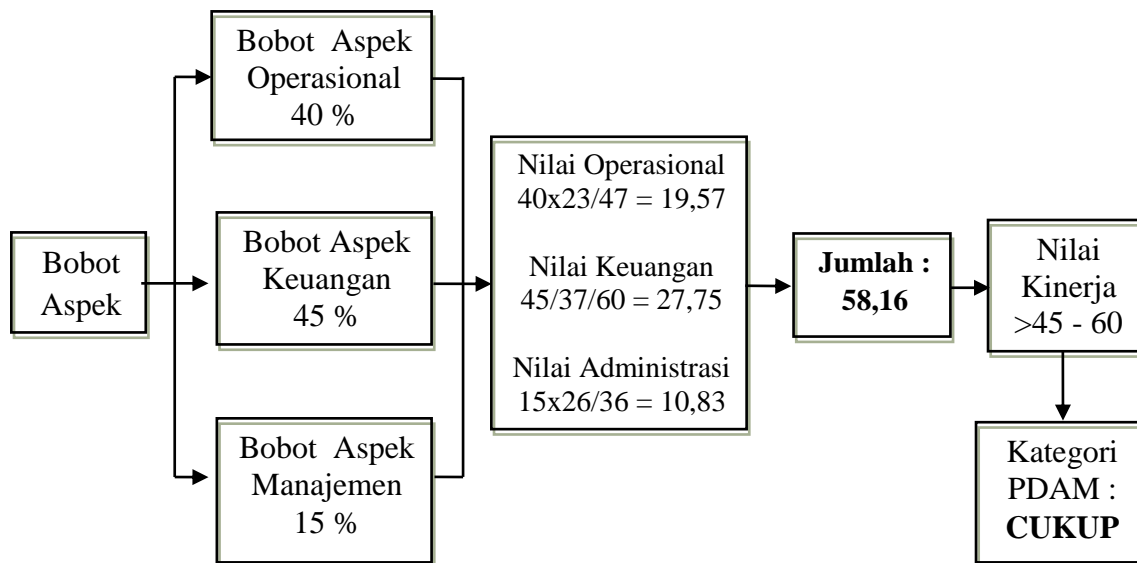 Bobot
Aspek
Bobot Aspek
Operasional
40 %
Bobot Aspek
Keuangan
45 %
Bobot Aspek
Manajemen
15 %
Nilai Operasional
40x23/47 = 19,57
Nilai Keuangan
45/37/60 = 27,75
Nilai Administrasi
15x26/36 = 10,83
Jumlah :
58,16
Nilai
Kinerja
>45 - 60
Kategori
PDAM :
CUKUP